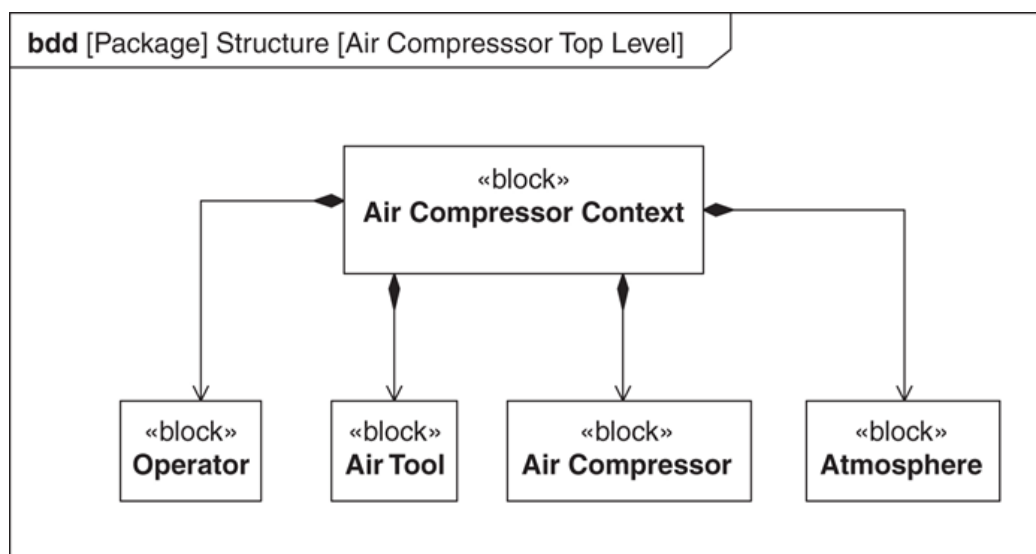 bdd [Package] Structure [Air Compresssor Top Level]
«block»
Air Compressor Context
«block»
Operator
«block»
Air Tool
«block»
Air Compressor
«block»
Atmosphere